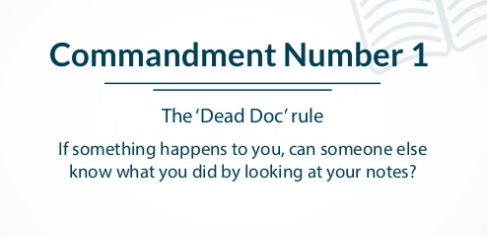 Commandment Number 1
The ‘Dead Doc’ rule
If something happens to you, can someone else
know what you did by looking at your notes?